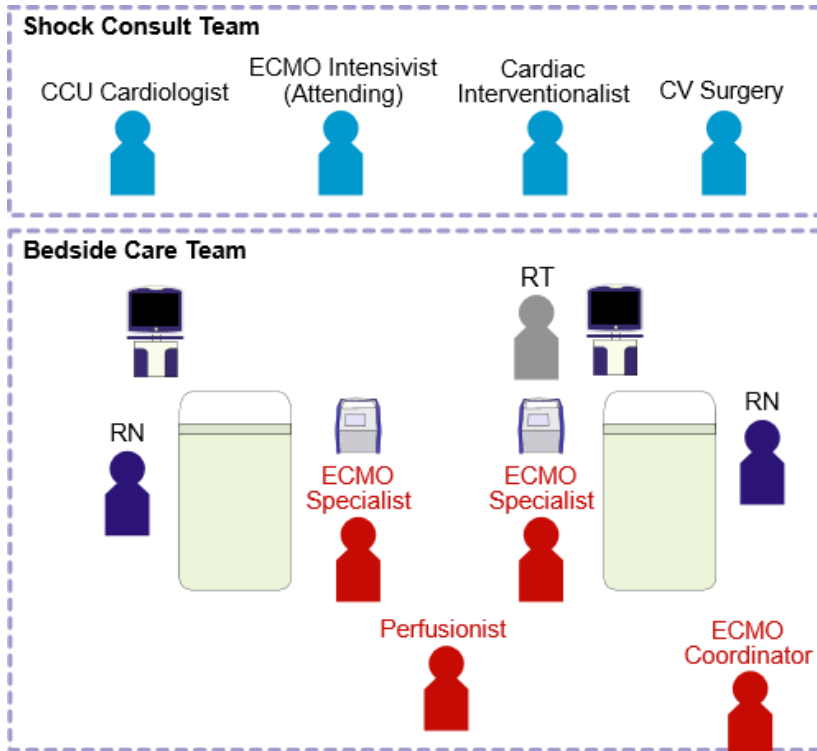 Shock Consult Team
CCU Cardiologist
ECMO Intensivist
(Attending)
Cardiac
Interventionalist
CV Surgery
Bedside Care Team
RT
RN
RN
ECMO
Specialist
ECMO
Specialist
Perfusionist
ECMO
Coordinator